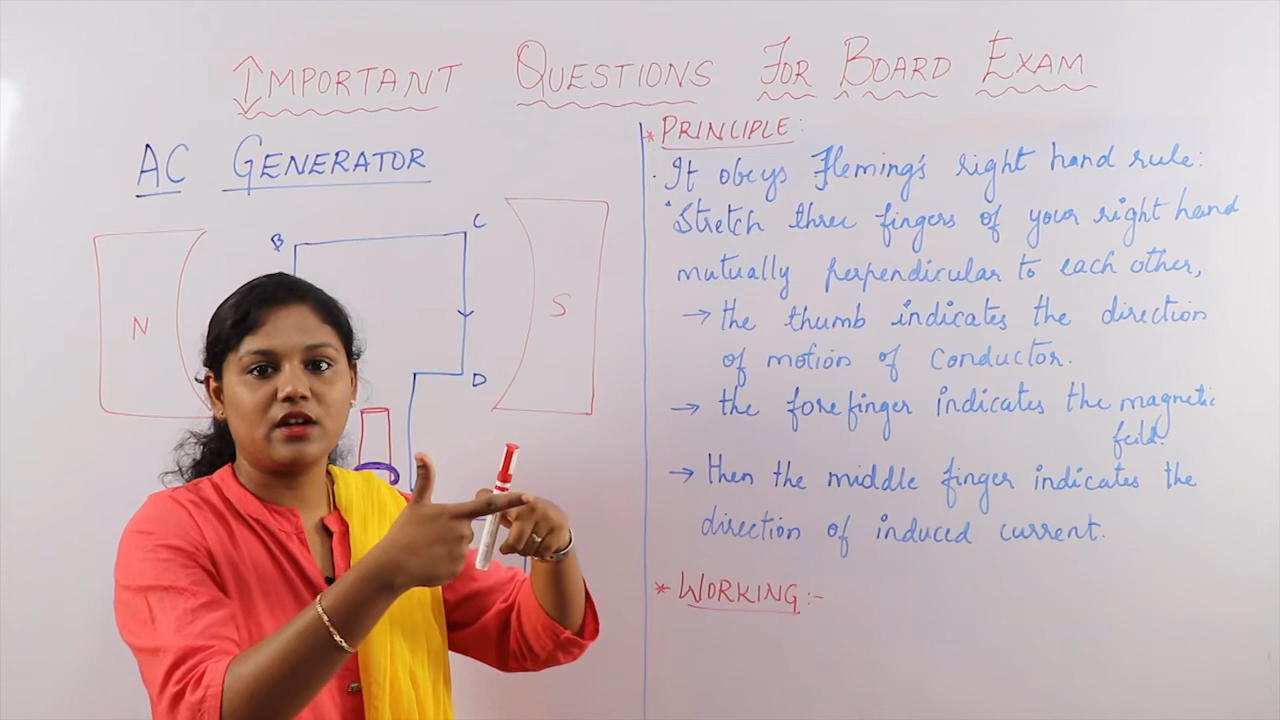 IMPORTANT QUESTIONS FOR BOARD EXAM
AC GENERATOR
B
C
N
S
D
* PRINCIPLE:
. It obeys Fleming's right hand rule:
. Stretch three fingers of your right hand
mutually perpendicular to each other,
→ the thumb indicates the direction
of motion of conductor.
→ the forefinger indicates the magnetic
feild.
→ then the middle finger indicates the
direction of induced current.
* WORKING:-